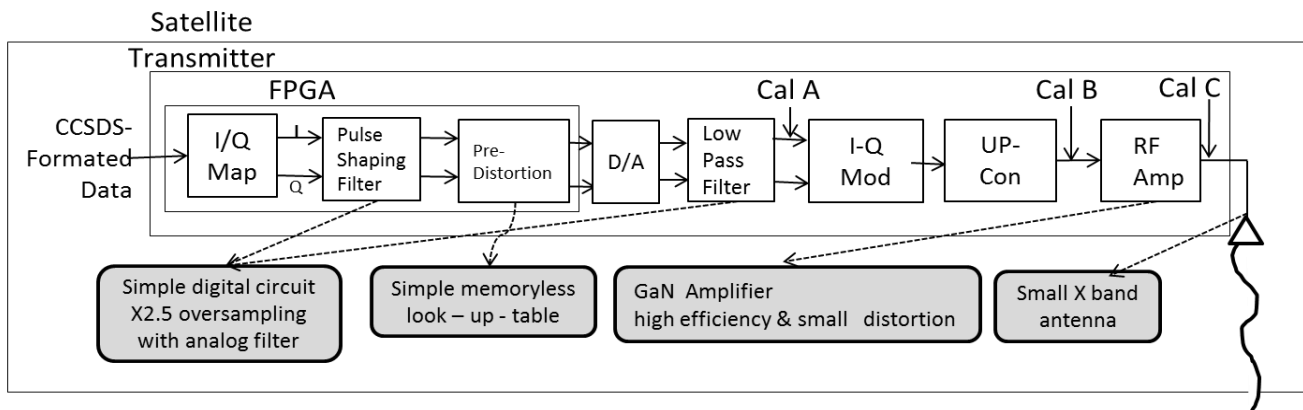 Satellite
Transmitter
FPGA
Cal A
Cal B
Cal C
CCSDS-
Formated
Data
I/Q
Map
I
Q
Pulse
Shaping
Filter
Pre-
Distortion
D/A
Low
Pass
Filter
I-Q
Mod
UP-
Con
RF
Amp
Simple digital circuit
X2.5 oversampling
with analog filter
Simple memoryless
look – up - table
GaN Amplifier
high efficiency & small distortion
Small X band
antenna